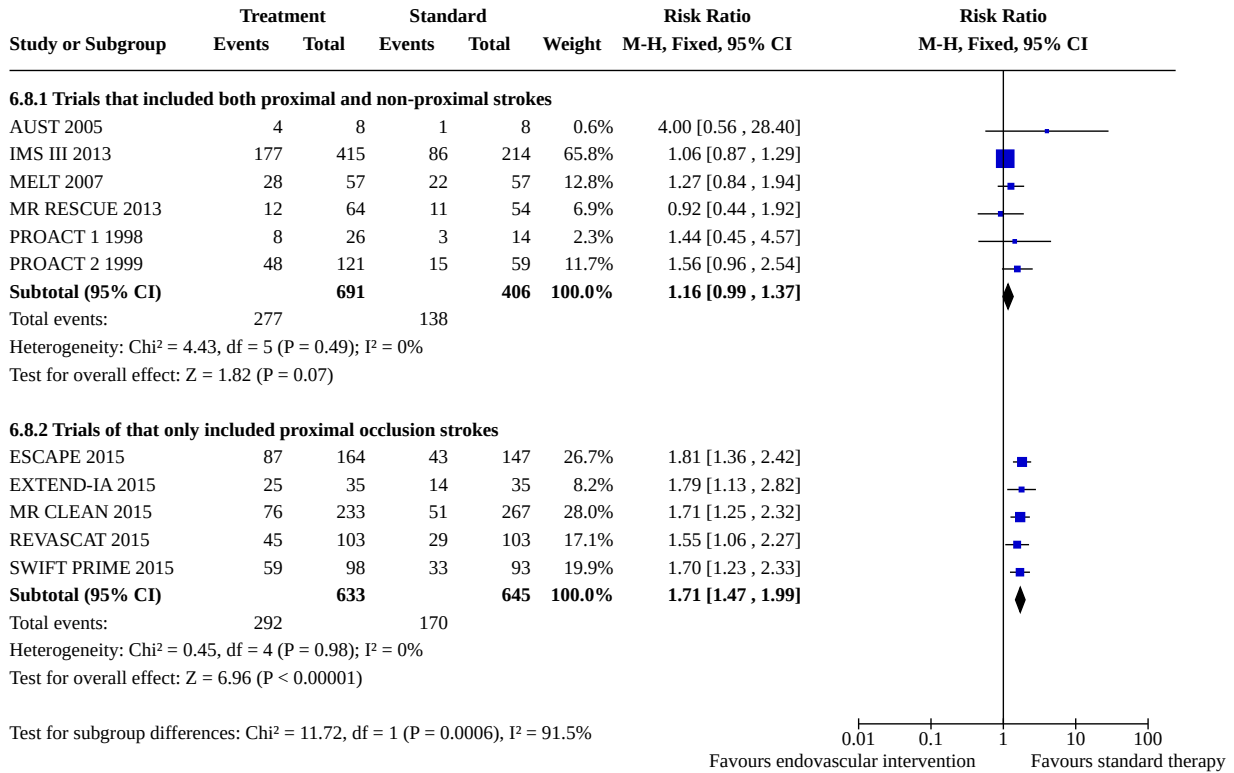 Treatment Standard Risk Ratio Risk Ratio
Study or Subgroup Events Total Events Total Weight M-H, Fixed, 95% CI M-H, Fixed, 95% CI
6.8.1 Trials that included both proximal and non-proximal strokes
AUST 2005 4 8 1 8 0.6% 4.00 [0.56 , 28.40]
IMS III 2013 177 415 86 214 65.8% 1.06 [0.87 , 1.29]
MELT 2007 28 57 22 57 12.8% 1.27 [0.84 , 1.94]
MR RESCUE 2013 12 64 11 54 6.9% 0.92 [0.44 , 1.92]
PROACT 1 1998 8 26 3 14 2.3% 1.44 [0.45 , 4.57]
PROACT 2 1999 48 121 15 59 11.7% 1.56 [0.96 , 2.54]
Subtotal (95% CI) 691 406 100.0% 1.16 [0.99 , 1.37]
Total events: 277 138
Heterogeneity: Chi² = 4.43, df = 5 (P = 0.49); I² = 0%
Test for overall effect: Z = 1.82 (P = 0.07)
6.8.2 Trials of that only included proximal occlusion strokes
ESCAPE 2015 87 164 43 147 26.7% 1.81 [1.36 , 2.42]
EXTEND-IA 2015 25 35 14 35 8.2% 1.79 [1.13 , 2.82]
MR CLEAN 2015 76 233 51 267 28.0% 1.71 [1.25 , 2.32]
REVASCAT 2015 45 103 29 103 17.1% 1.55 [1.06 , 2.27]
SWIFT PRIME 2015 59 98 33 93 19.9% 1.70 [1.23 , 2.33]
Subtotal (95% CI) 633 645 100.0% 1.71 [1.47 , 1.99]
Total events: 292 170
Heterogeneity: Chi² = 0.45, df = 4 (P = 0.98); I² = 0%
Test for overall effect: Z = 6.96 (P < 0.00001)
Test for subgroup differences: Chi² = 11.72, df = 1 (P = 0.0006), I² = 91.5%
0.01 0.1 1 10 100
Favours endovascular intervention Favours standard therapy